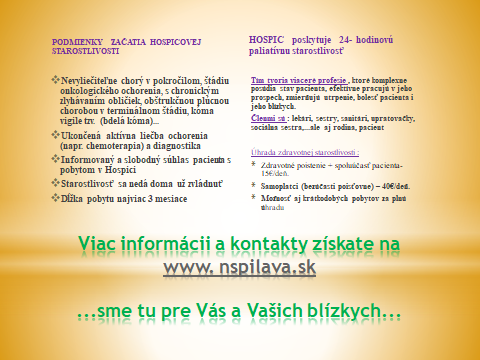 PODMIENKY ZAČATIA HOSPICOVEJ
STAROSTLIVOSTI
❖Nevyliečiteľne chorý v pokročilom, štádiu
onkologického ochorenia, s chronickým
zlyhávaním obličiek, obštrukčnou plúcnou
chorobou v terminálnom štádiu, kóma
vigile trv. (bdelá kóma)...
❖Ukončená aktívna liečba ochorenia
(napr. chemoterapia) a diagnostika
❖Informovaný a slobodný súhlas pacienta s
pobytom v Hospici
❖Starostlivosť sa nedá doma už zvládnuť
❖Dĺžka pobytu najviac 3 mesiace
HOSPIC poskytuje 24- hodinovú
paliatívnu starostlivosť
Tím tvoria viaceré profesie , ktoré komplexne
posúdia stav pacienta, efektívne pracujú v jeho
prospech, zmierňujú utrpenie, bolesť pacienta i
jeho blízkych.
Členmi sú : lekári, sestry, sanitári, upratovačky,
sociálna sestra,...ale aj rodina, pacient
Úhrada zdravotnej starostlivosti :
* Zdravotné poistenie + spoluúčasť pacienta-
15€/deň.
* Samoplatci (bezúčasti poisťovne) – 40€/deň.
* Možnosť aj krátkodobých pobytov za plnú
úhradu
Viac informácii a kontakty získate na
www. nspilava.sk
...sme tu pre Vás a Vašich blízkych...